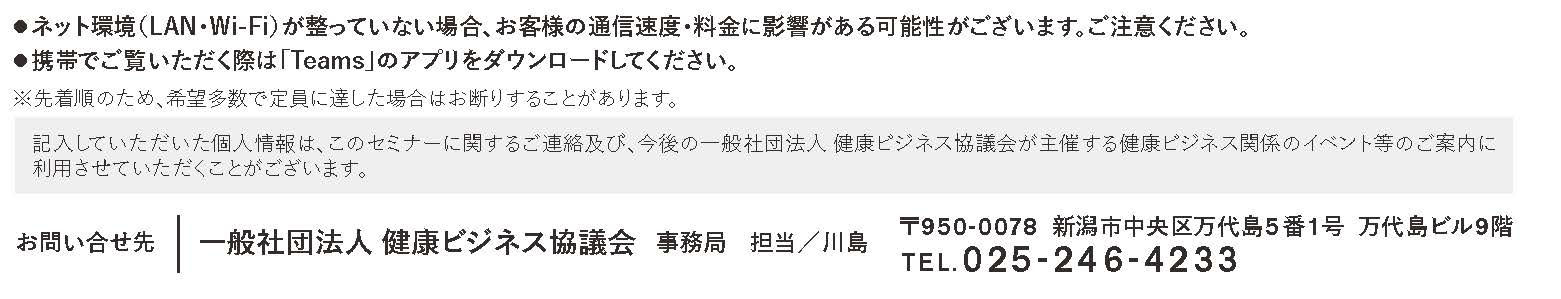 ●ネット環境（LAN・Wi-Fi）が整っていない場合、お客様の通信速度・料金に影響がある可能性がございます。ご注意ください。
●携帯でご覧いただく際は「Teams」のアプリをダウンロードしてください。
※先着順のため、希望多数で定員に達した場合はお断りすることがあります。
記入していただいた個人情報は、このセミナーに関するご連絡及び、今後の一般社団法人 健康ビジネス協議会が主催する健康ビジネス関係のイベント等のご案内に
利用させていただくことがございます。
お問い合せ先 一般社団法人 健康ビジネス協議会 事務局 担当／川島
〒950-0078 新潟市中央区万代島5番1号 万代島ビル9階
TEL.025-246-4233